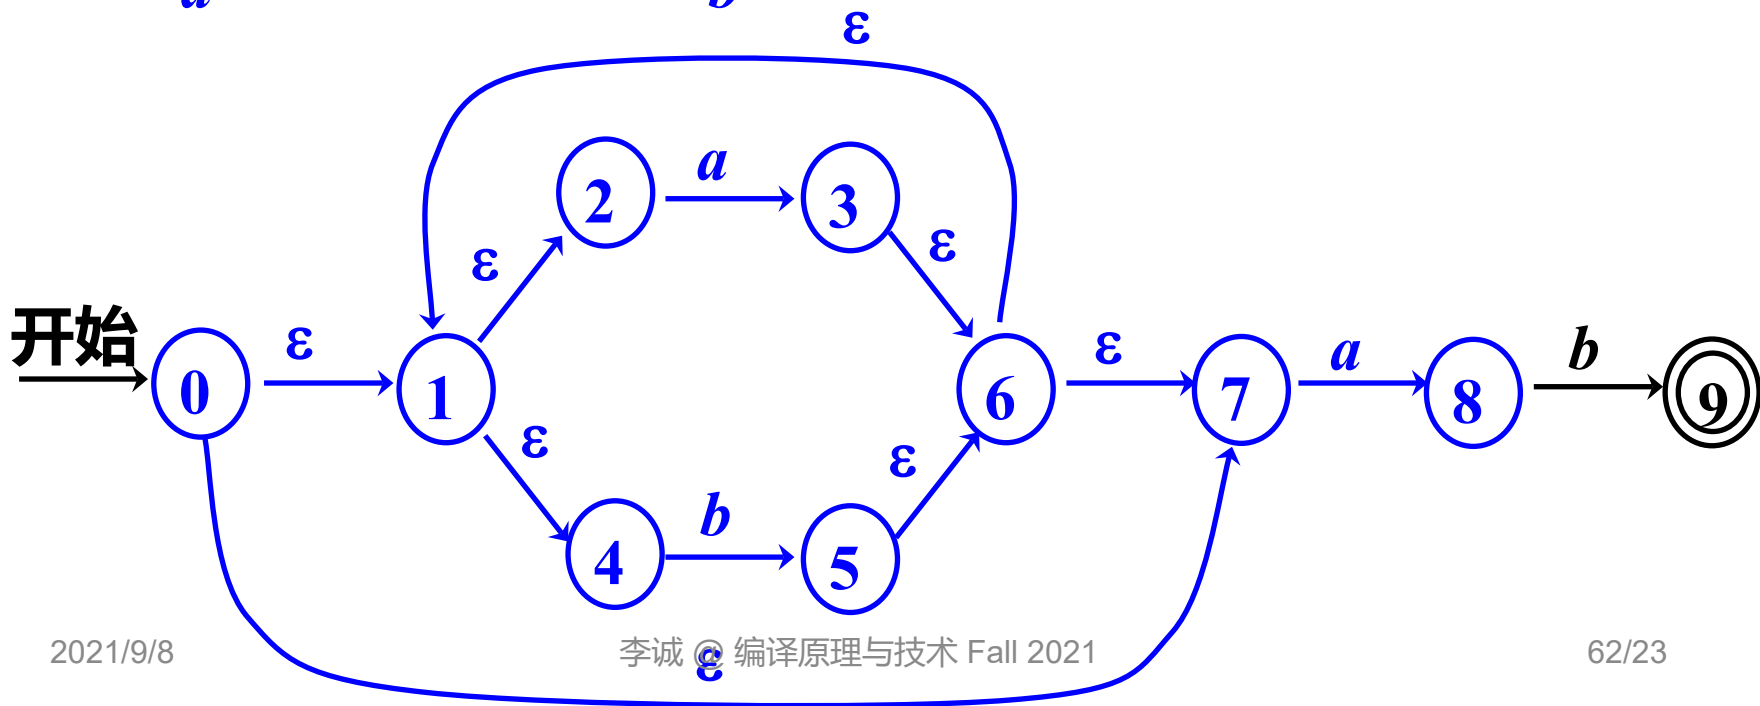 a b
ε
a
2 3
ε ε
开始
ε ε a b
0 1 6 7 8 9
ε ε
b
4 5
2021/9/8 李诚 @ 编译原理与技术 Fall 2021 62/23
ε